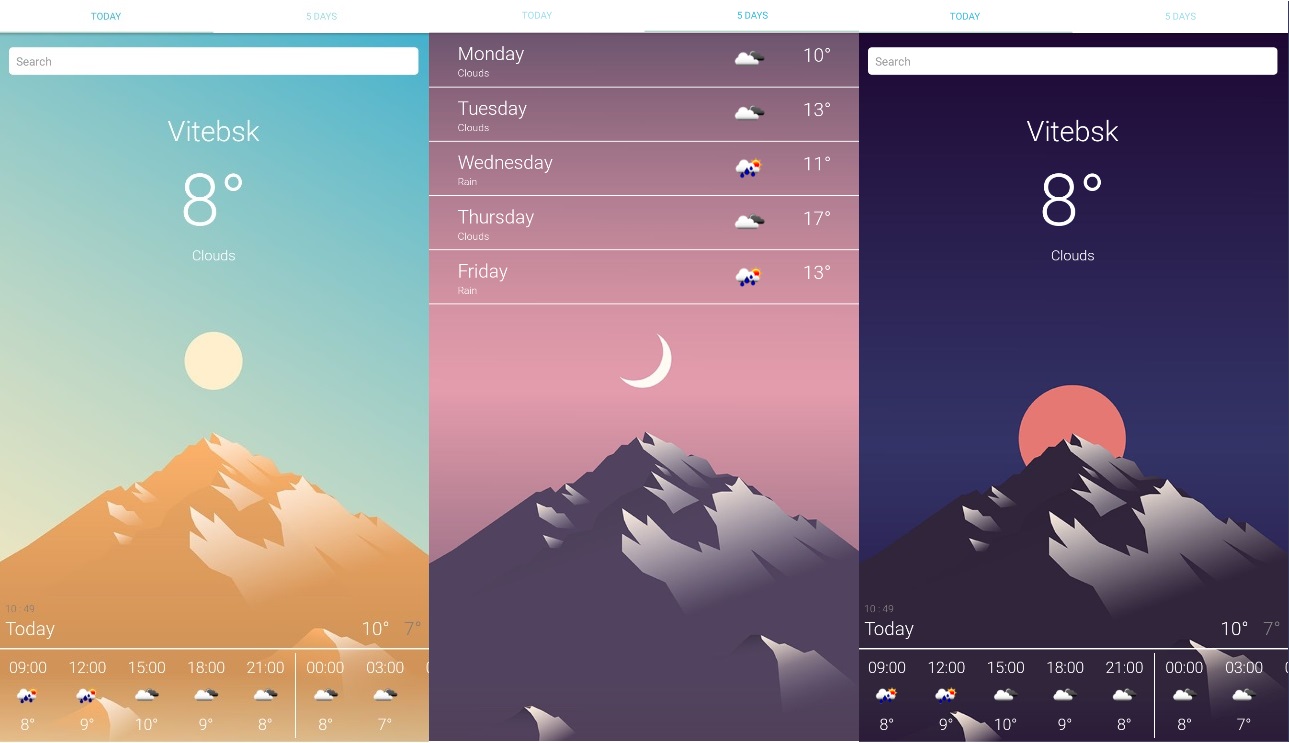 TODAY 5 DAYS
Search
Vitebsk
8°
Clouds
10 : 49
Today 10° 7°
09:00 12:00 15:00 18:00 21:00 00:00 03:00
8° 9° 10° 9° 8° 8° 7°
TODAY 5 DAYS
Monday 10°
Clouds
Tuesday 13°
Clouds
Wednesday 11°
Rain
Thursday 17°
Clouds
Friday 13°
Rain
TODAY 5 DAYS
Search
Vitebsk
8°
Clouds
10 : 49
Today 10° 7°
09:00 12:00 15:00 18:00 21:00 00:00 03:00
8° 9° 10° 9° 8° 8° 7°